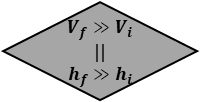 V_f ≫ V_i
||
h_f ≫ h_i